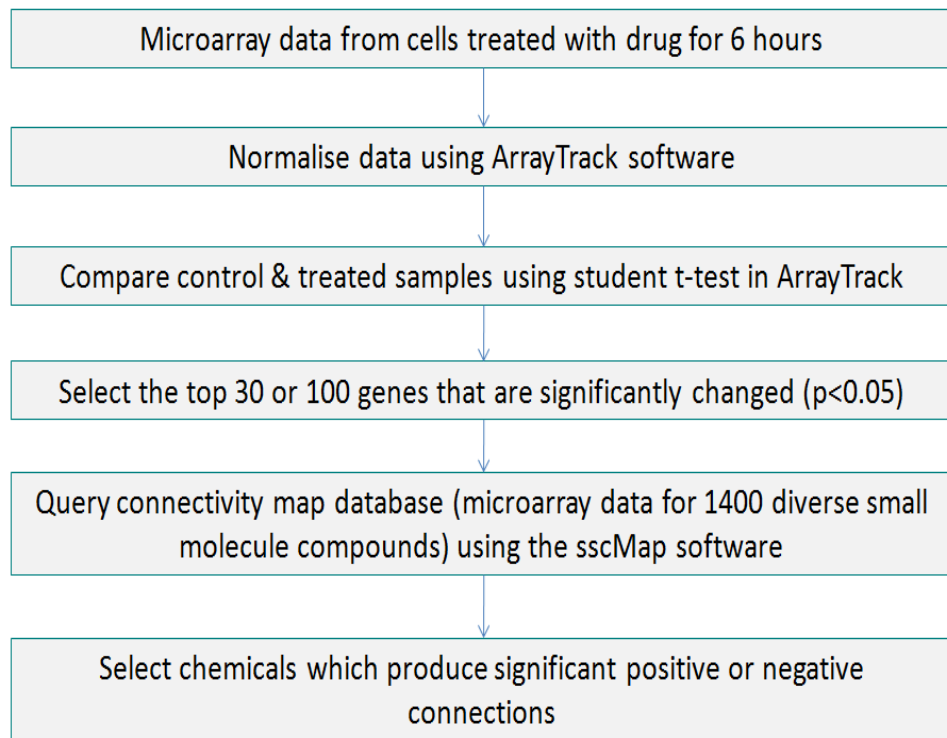 Microarray data from cells treated with drug for 6 hours
Normalise data using ArrayTrack software
Compare control & treated samples using student t-test in ArrayTrack
Select the top 30 or 100 genes that are significantly changed (p<0.05)
Query connectivity map database (microarray data for 1400 diverse small
molecule compounds) using the sscMap software
Select chemicals which produce significant positive or negative
connections